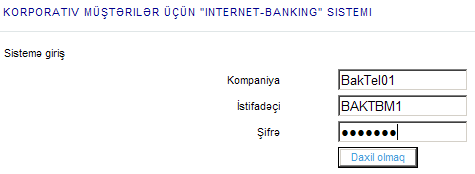 KORPORATIV MÜŞTƏRİLƏR ÜÇÜN "INTERNET-BANKING" SİSTEMI
Sistemə giriş
Kompaniya BakTel01
İstifadəçi BAKTBM1
Şifrə ●●●●●●●
Daxil olmaq